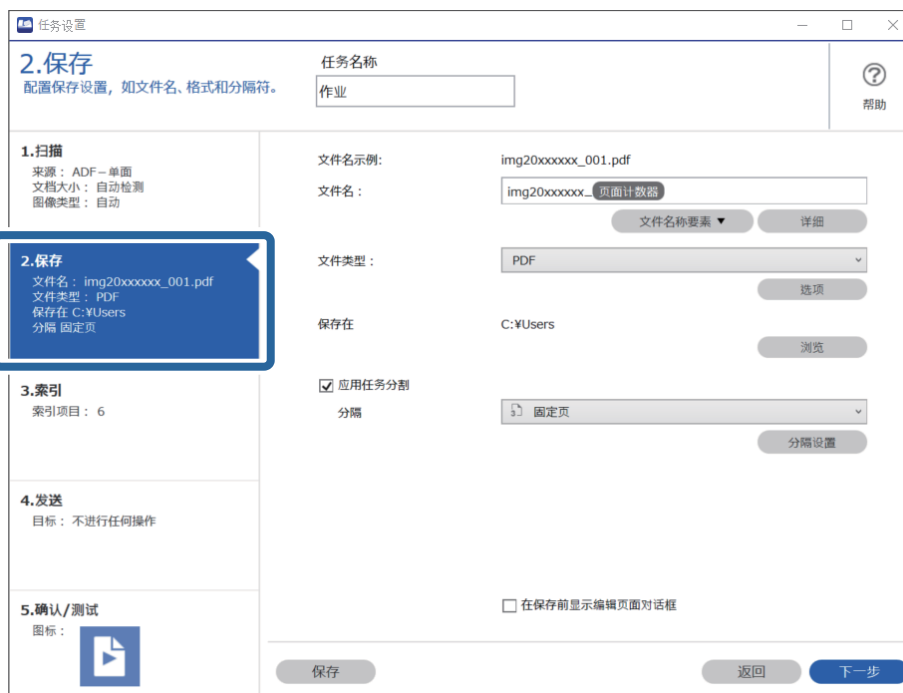 任务设置
2.保存
配置保存设置，如文件名、格式和分隔符。
任务名称
作业
帮助
1.扫描
来源： ADF－单面
文档大小： 自动检测
图像类型： 自动
2.保存
文件名： img20xxxxxx_001.pdf
文件类型： PDF
保存在 C:¥Users
分隔 固定页
3.索引
索引项目： 6
4.发送
目标： 不进行任何操作
5.确认/测试
图标：
文件名示例: img20xxxxxx_001.pdf
文件名： img20xxxxxx_ 页面计数器
文件名称要素▼ 详细
文件类型： PDF
选项
保存在 C:¥Users
浏览
应用任务分割
分隔 固定页
分隔设置
在保存前显示编辑页面对话框
保存 返回 下一步